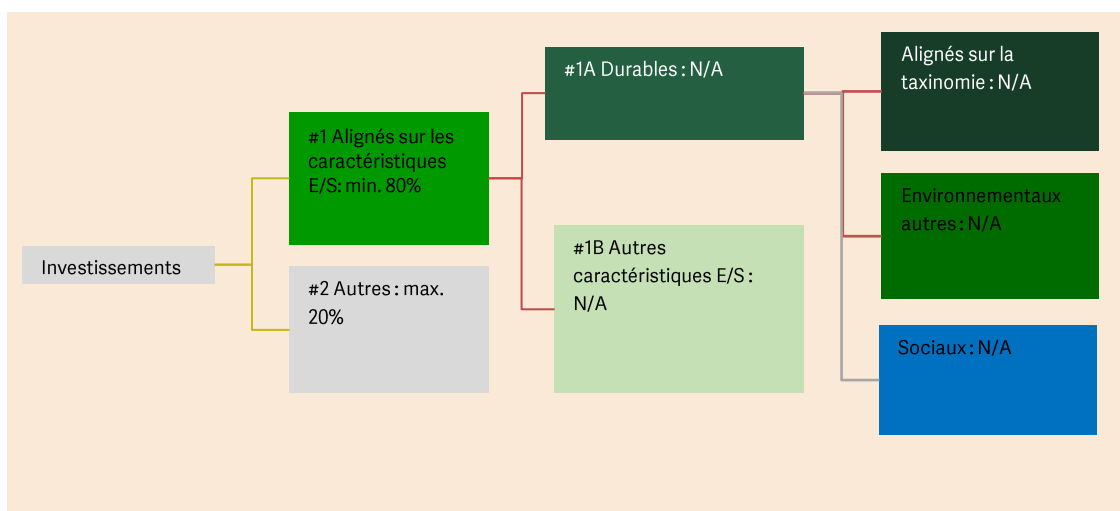 Investissements
#1 Alignés sur les
caractéristiques
E/S: min. 80%
#2 Autres : max.
20%
#1A Durables : N/A
#1B Autres
caractéristiques E/S :
N/A
Alignés sur la
taxinomie : N/A
Environnementaux
autres : N/A
Sociaux : N/A